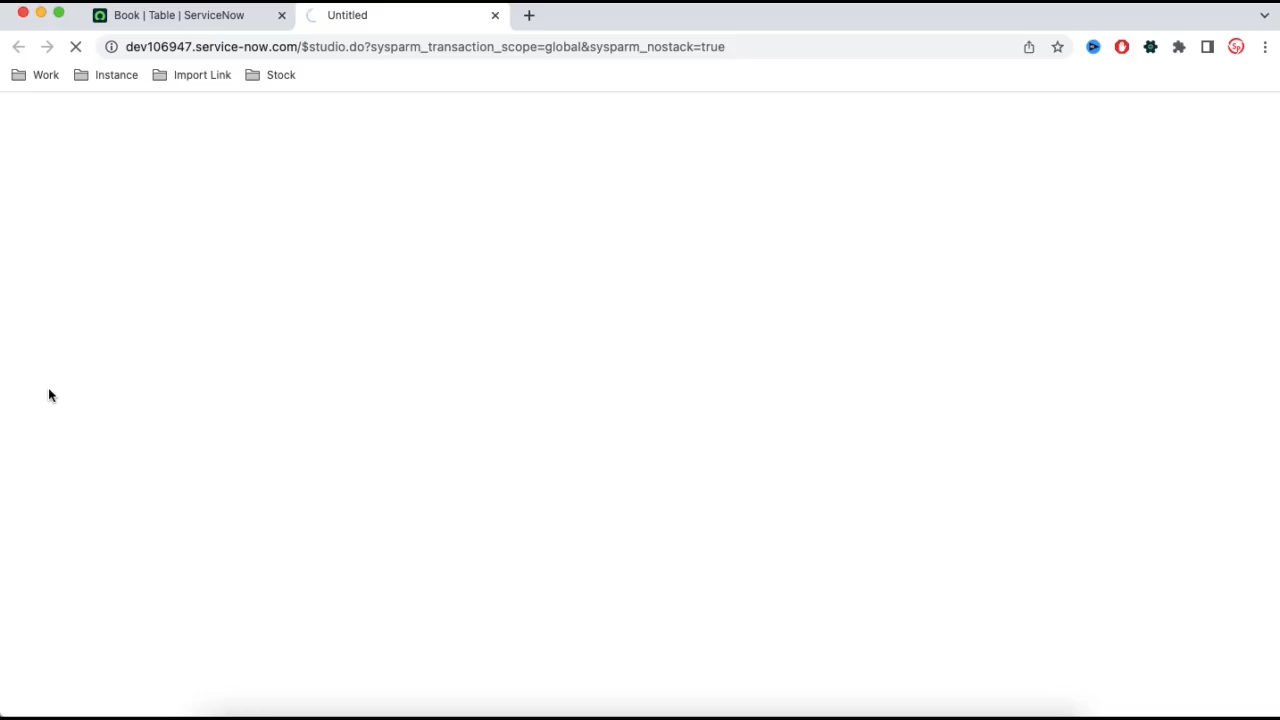 Book | Table | ServiceNow
Untitled
dev106947.service-now.com/$studio.do?sysparm_transaction_scope=global&sysparm_nostack=true
Work
Instance
Import Link
Stock